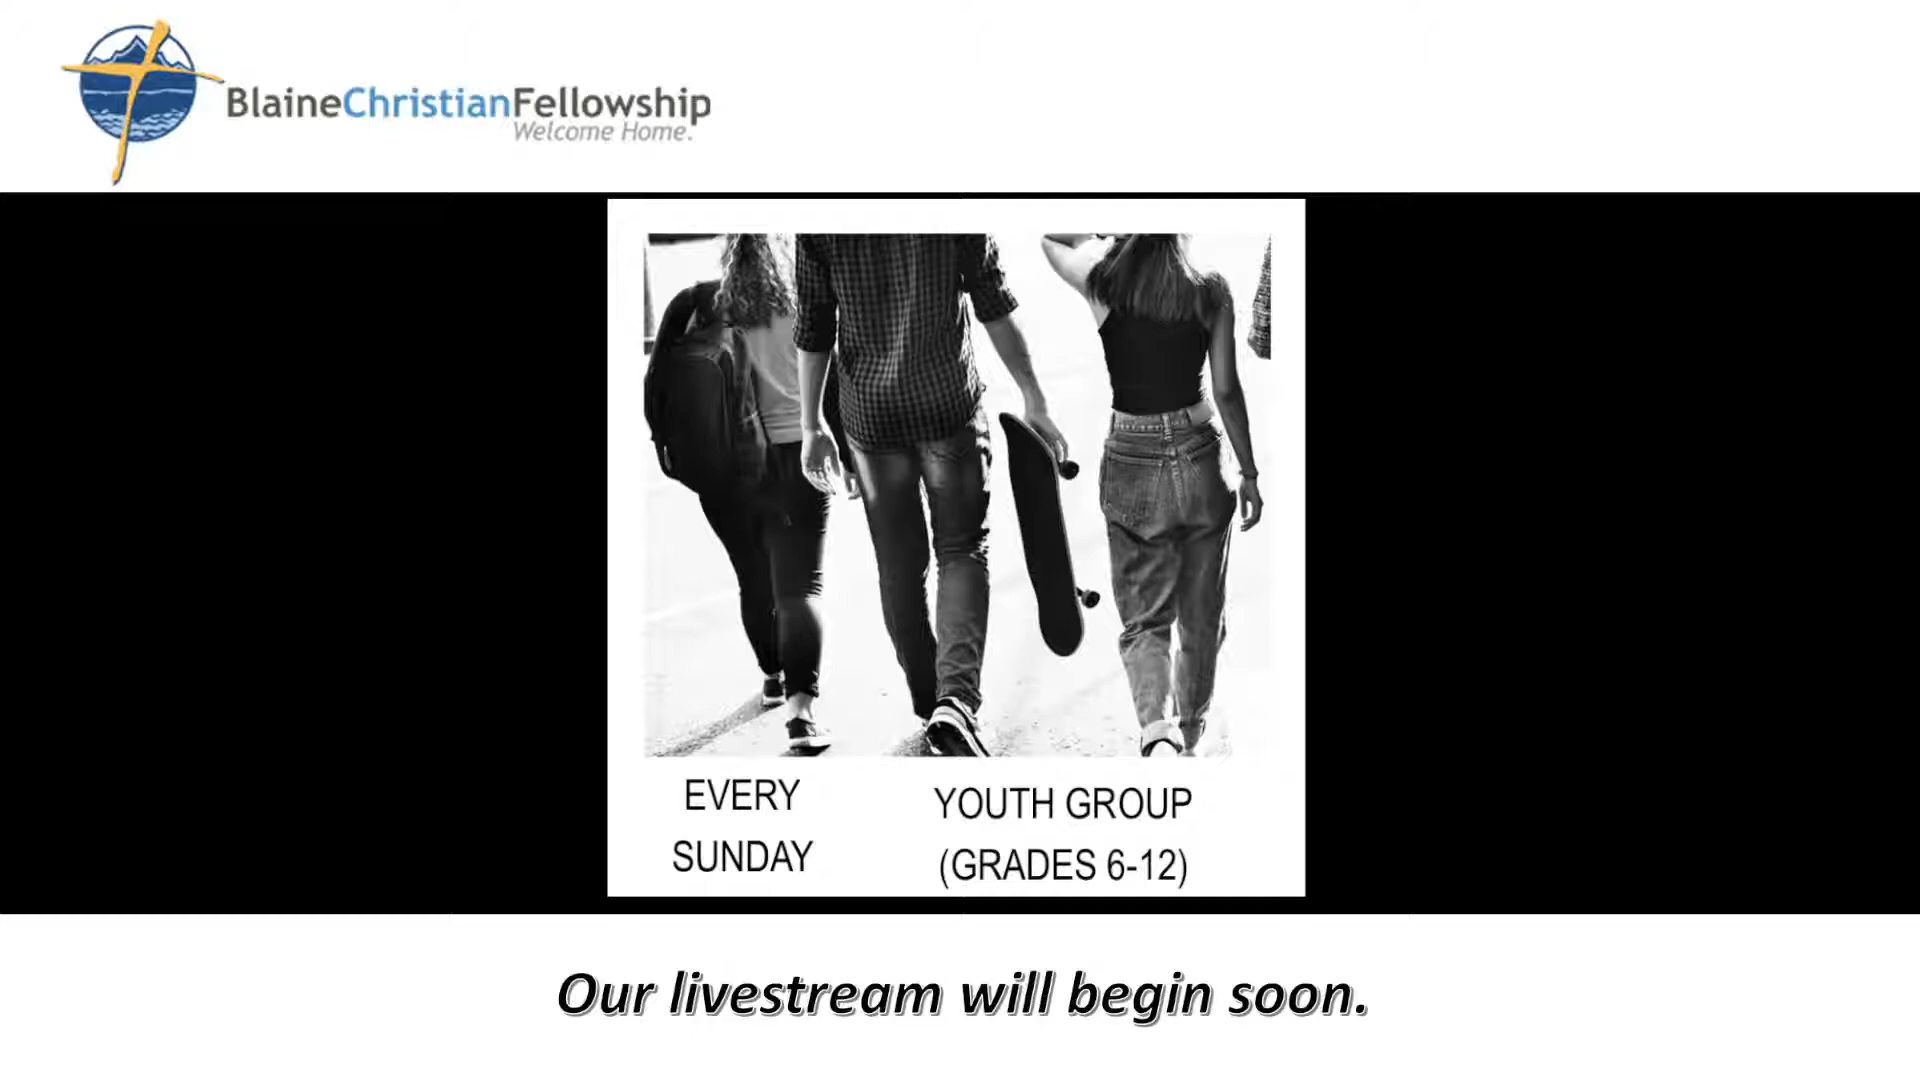 BlaineChristianFellowship
Welcome Home.
EVERY
SUNDAY
YOUTH GROUP
(GRADES 6-12)
Our livestream will begin soon.